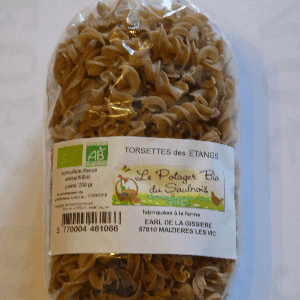 TORSETTES des ETANGS
AB
Agriculture France
poids: 250 gr
Le Potager Bio
du Saulnois
fabriquées à la ferme
EARL DE LA GISSIERE
57810 MAIZIERES LES VIC
3 770004 461066